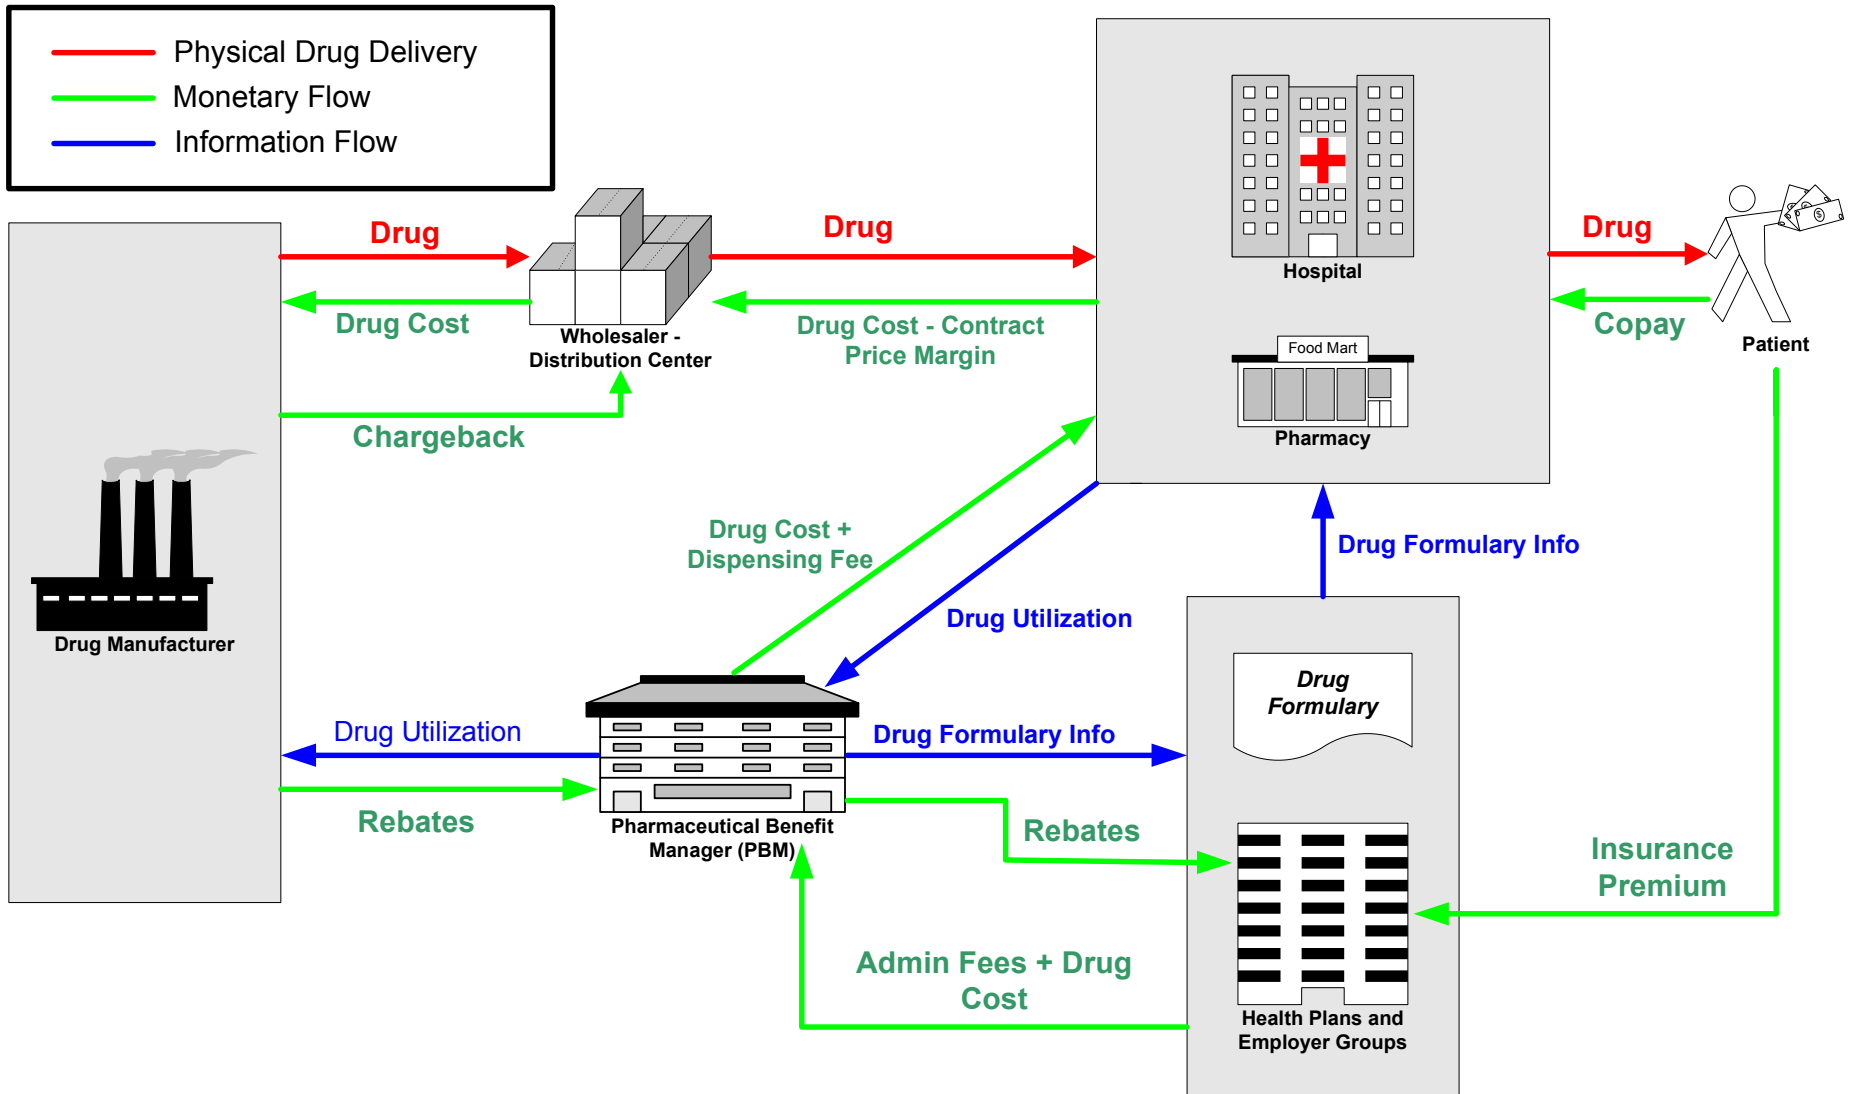 Physical Drug Delivery
Monetary Flow
Information Flow
Drug
Drug
Drug
Hospital
Drug Cost
Wholesaler -
Distribution Center
Drug Cost - Contract
Price Margin
Copay
Patient
Food Mart
Pharmacy
Chargeback
Drug Cost +
Dispensing Fee
Drug Formulary Info
Drug Utilization
Drug Manufacturer
Drug
Formulary
Drug Utilization
Drug Formulary Info
Rebates
Pharmaceutical Benefit
Manager (PBM)
Rebates
Insurance
Premium
Admin Fees + Drug
Cost
Health Plans and
Employer Groups
$